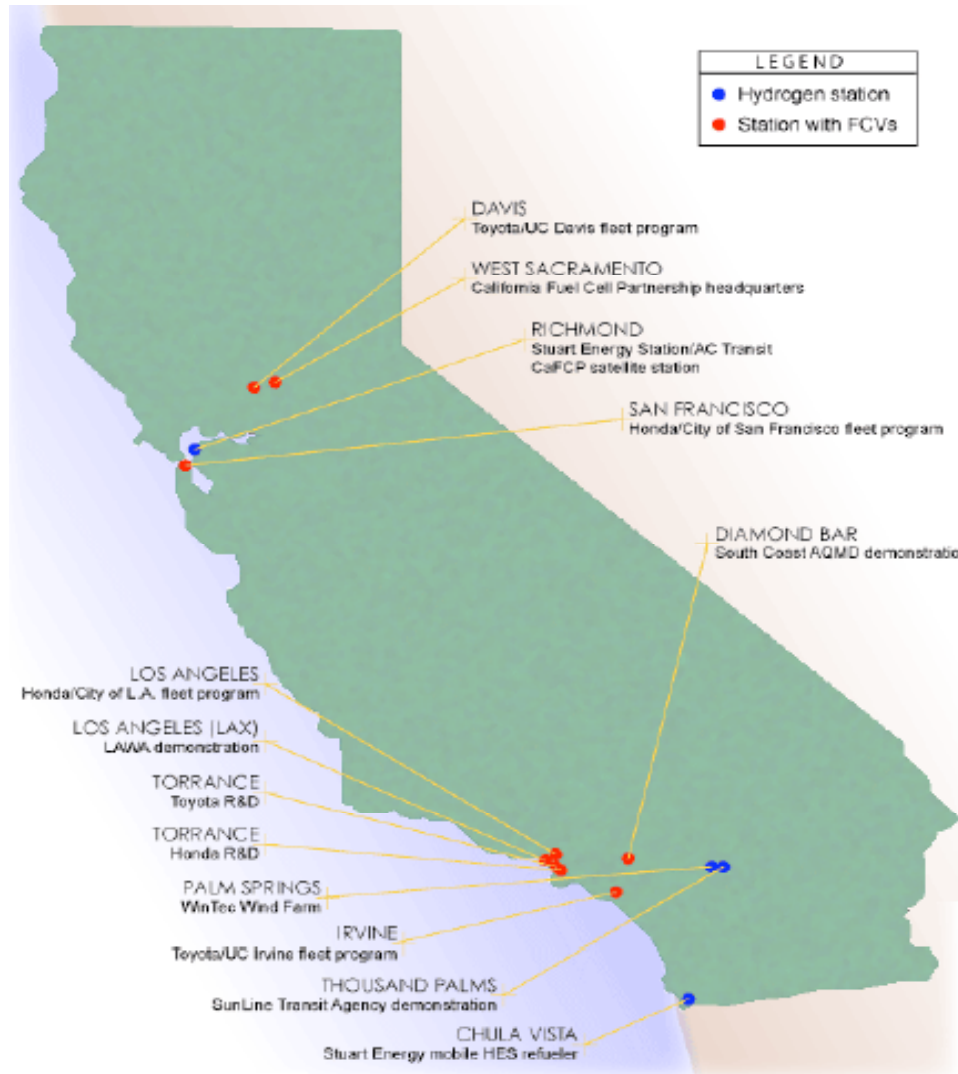 LEGEND
Hydrogen station
Station with FCVs
DAVIS
Toyota/UC Davis fleet program
WEST SACRAMENTO
California Fuel Cell Partnership headquarters
RICHMOND
Stuart Energy Station/AC Transit
CaFCP satellite station
SAN FRANCISCO
Honda/City of San Francisco fleet program
DIAMOND BAR
South Coast AQMD demonstratio
LOS ANGELES
Honda/City of L.A. fleet program
LOS ANGELES (LAX)
LAWA demonstration
TORRANCE
Toyota R&D
TORRANCE
Honda R&D
PALM SPRINGS
WinTec Wind Farm
IRVINE
Toyota/UC Irvine fleet program
THOUSAND PALMS
SunLine Transit Agency demonstration
CHULA VISTA
Stuart Energy mobile HES refueler